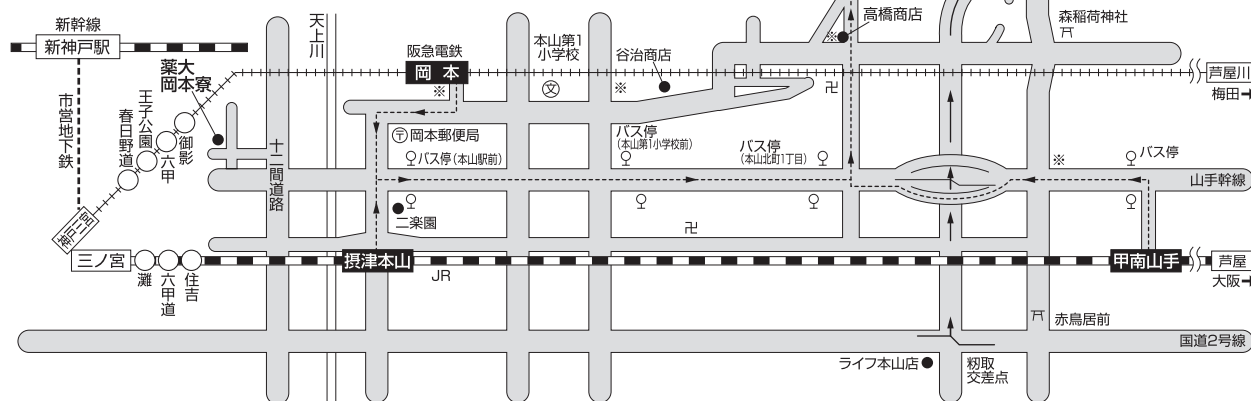 新幹線
新神戸駅
市営地下鉄
神戸三宮
三ノ宮
薬大
岡本寮
春日野道
王子公園
六甲
御影
灘
六甲道
住吉
十二間道路
天上川
阪急電鉄
岡本
※
〒岡本郵便局
バス停(本山駅前)
二楽園
摂津本山
JR
本山第1
小学校
文
谷治商店
※
バス停
(本山第1小学校前)
バス停
(本山北町1丁目)
卍
卍
※
高橋商店
森稲荷神社
芦屋川
梅田
※
バス停
山手幹線
甲南山手
芦屋
大阪
赤鳥居前
国道2号線
ライフ本山店
籾取
交差点